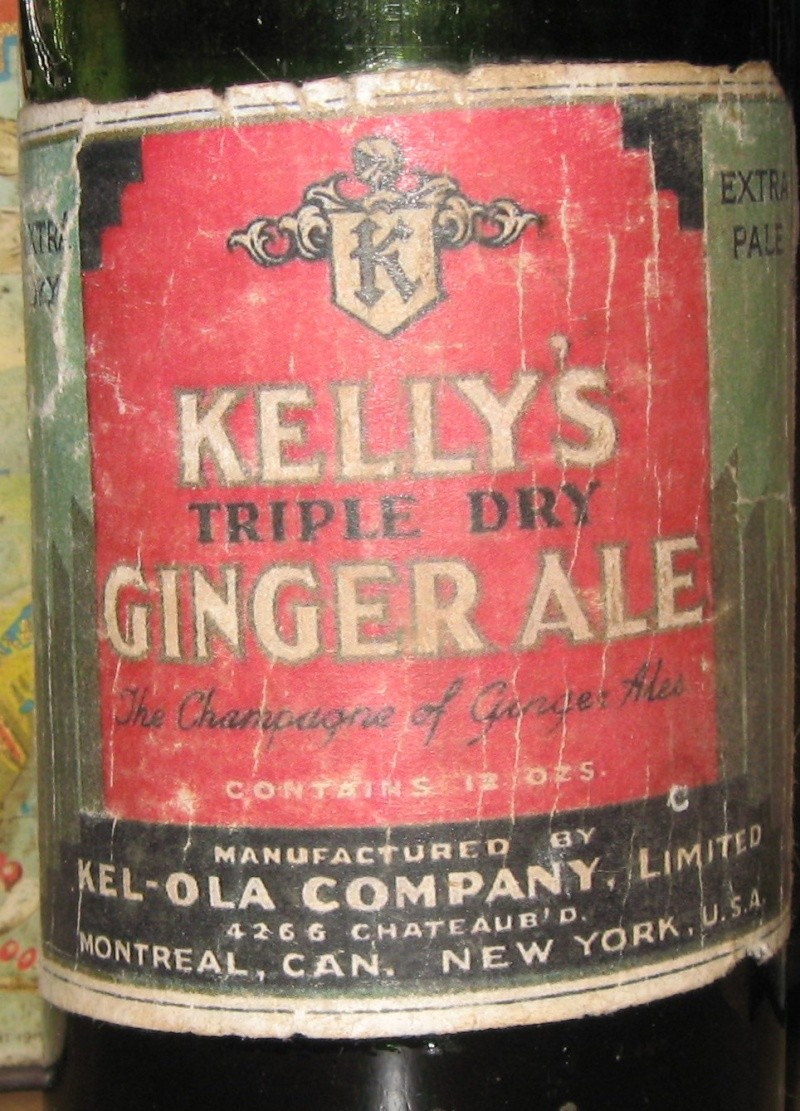 K
EXTRA
PALE
KELLY'S
TRIPLE DRY
GINGER ALE
The Champagne of Ginger Ales
CONTAINS 12 OZS.
C
MANUFACTURED BY
KEL-OLA COMPANY, LIMITED
4266 CHATEAUB'D.
MONTREAL, CAN. NEW YORK, U.S.A.